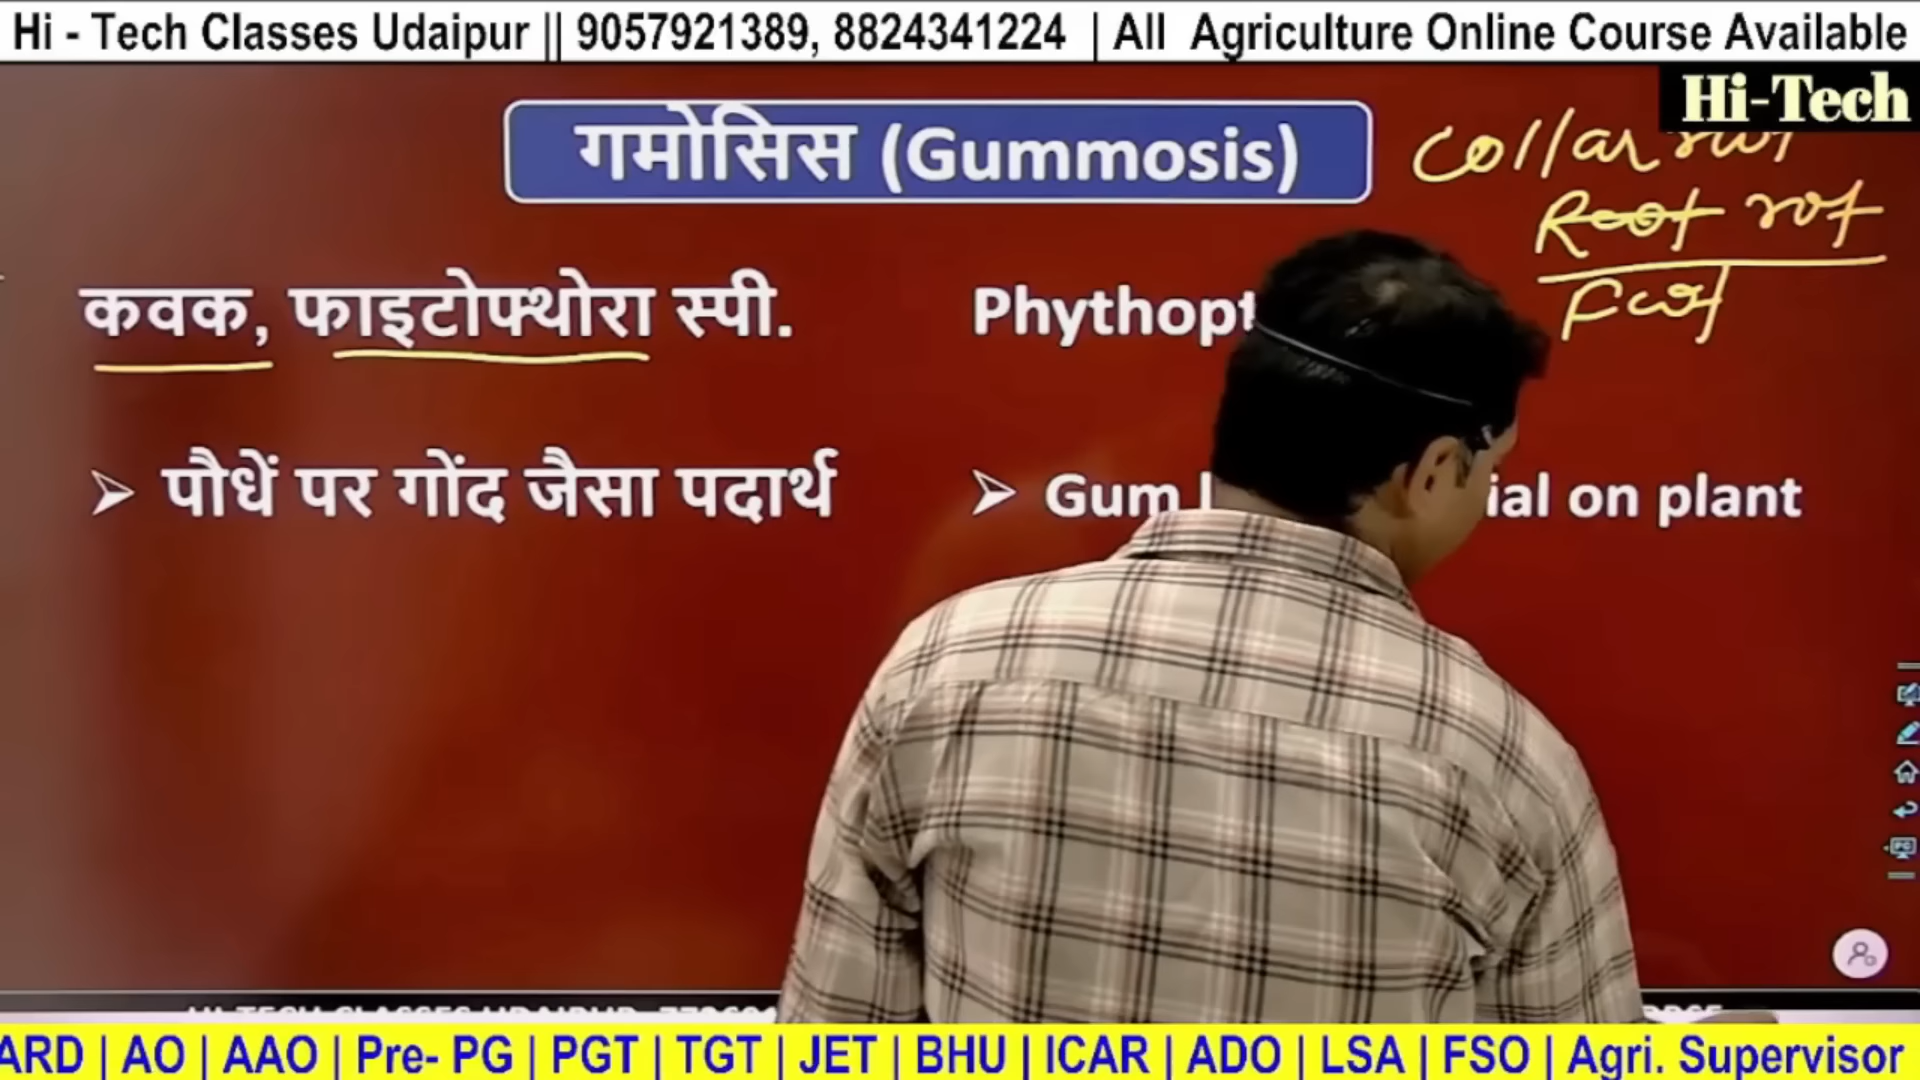 Hi - Tech Classes Udaipur || 9057921389, 8824341224 | All Agriculture Online Course Available
Hi-Tech
गमोसिस (Gummosis)
Collar
Root rot
कवक, फाइटोफ्थोरा स्पी.
Phythopt
पौधें पर गोंद जैसा पदार्थ
Gum ial on plant
ARD | AO | AAO | Pre- PG | PGT | TGT | JET | BHU | ICAR | ADO | LSA | FSO | Agri. Supervisor